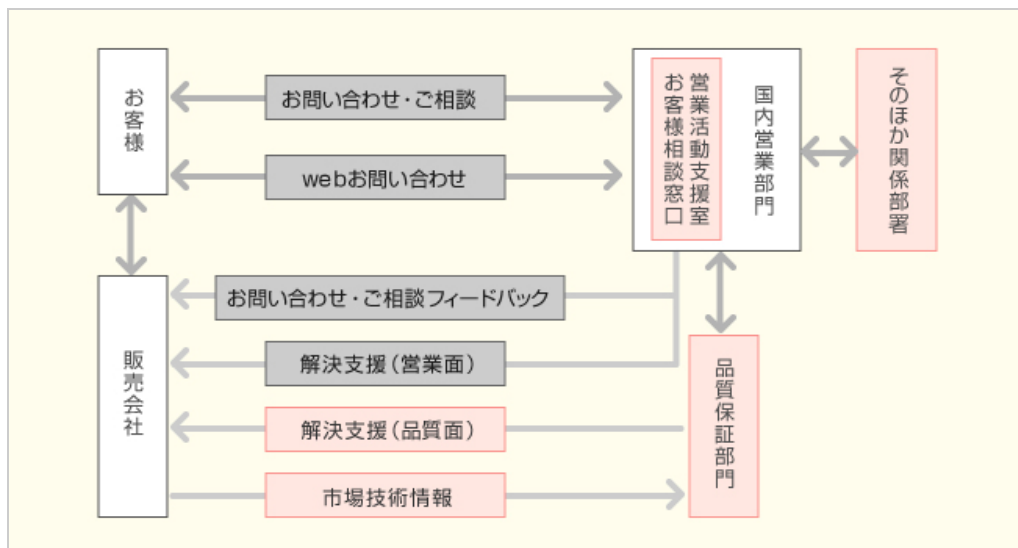 お客様
お問い合わせ・ご相談
webお問い合わせ
営業活動支援室
お客様相談窓口
国内営業部門
そのほか関係部署
販売会社
お問い合わせ・ご相談フィードバック
解決支援(営業面)
解決支援(品質面)
市場技術情報
品質保証部門